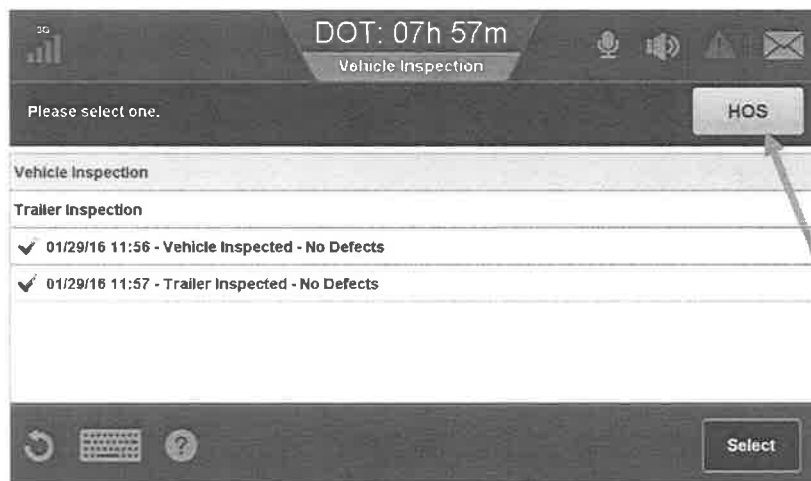 3G
DOT: 07h 57m
Vehicle Inspection
Please select one.
HOS
Vehicle Inspection
Trailer Inspection
01/29/16 11:56 - Vehicle Inspected - No Defects
01/29/16 11:57 - Trailer Inspected - No Defects
?
Select